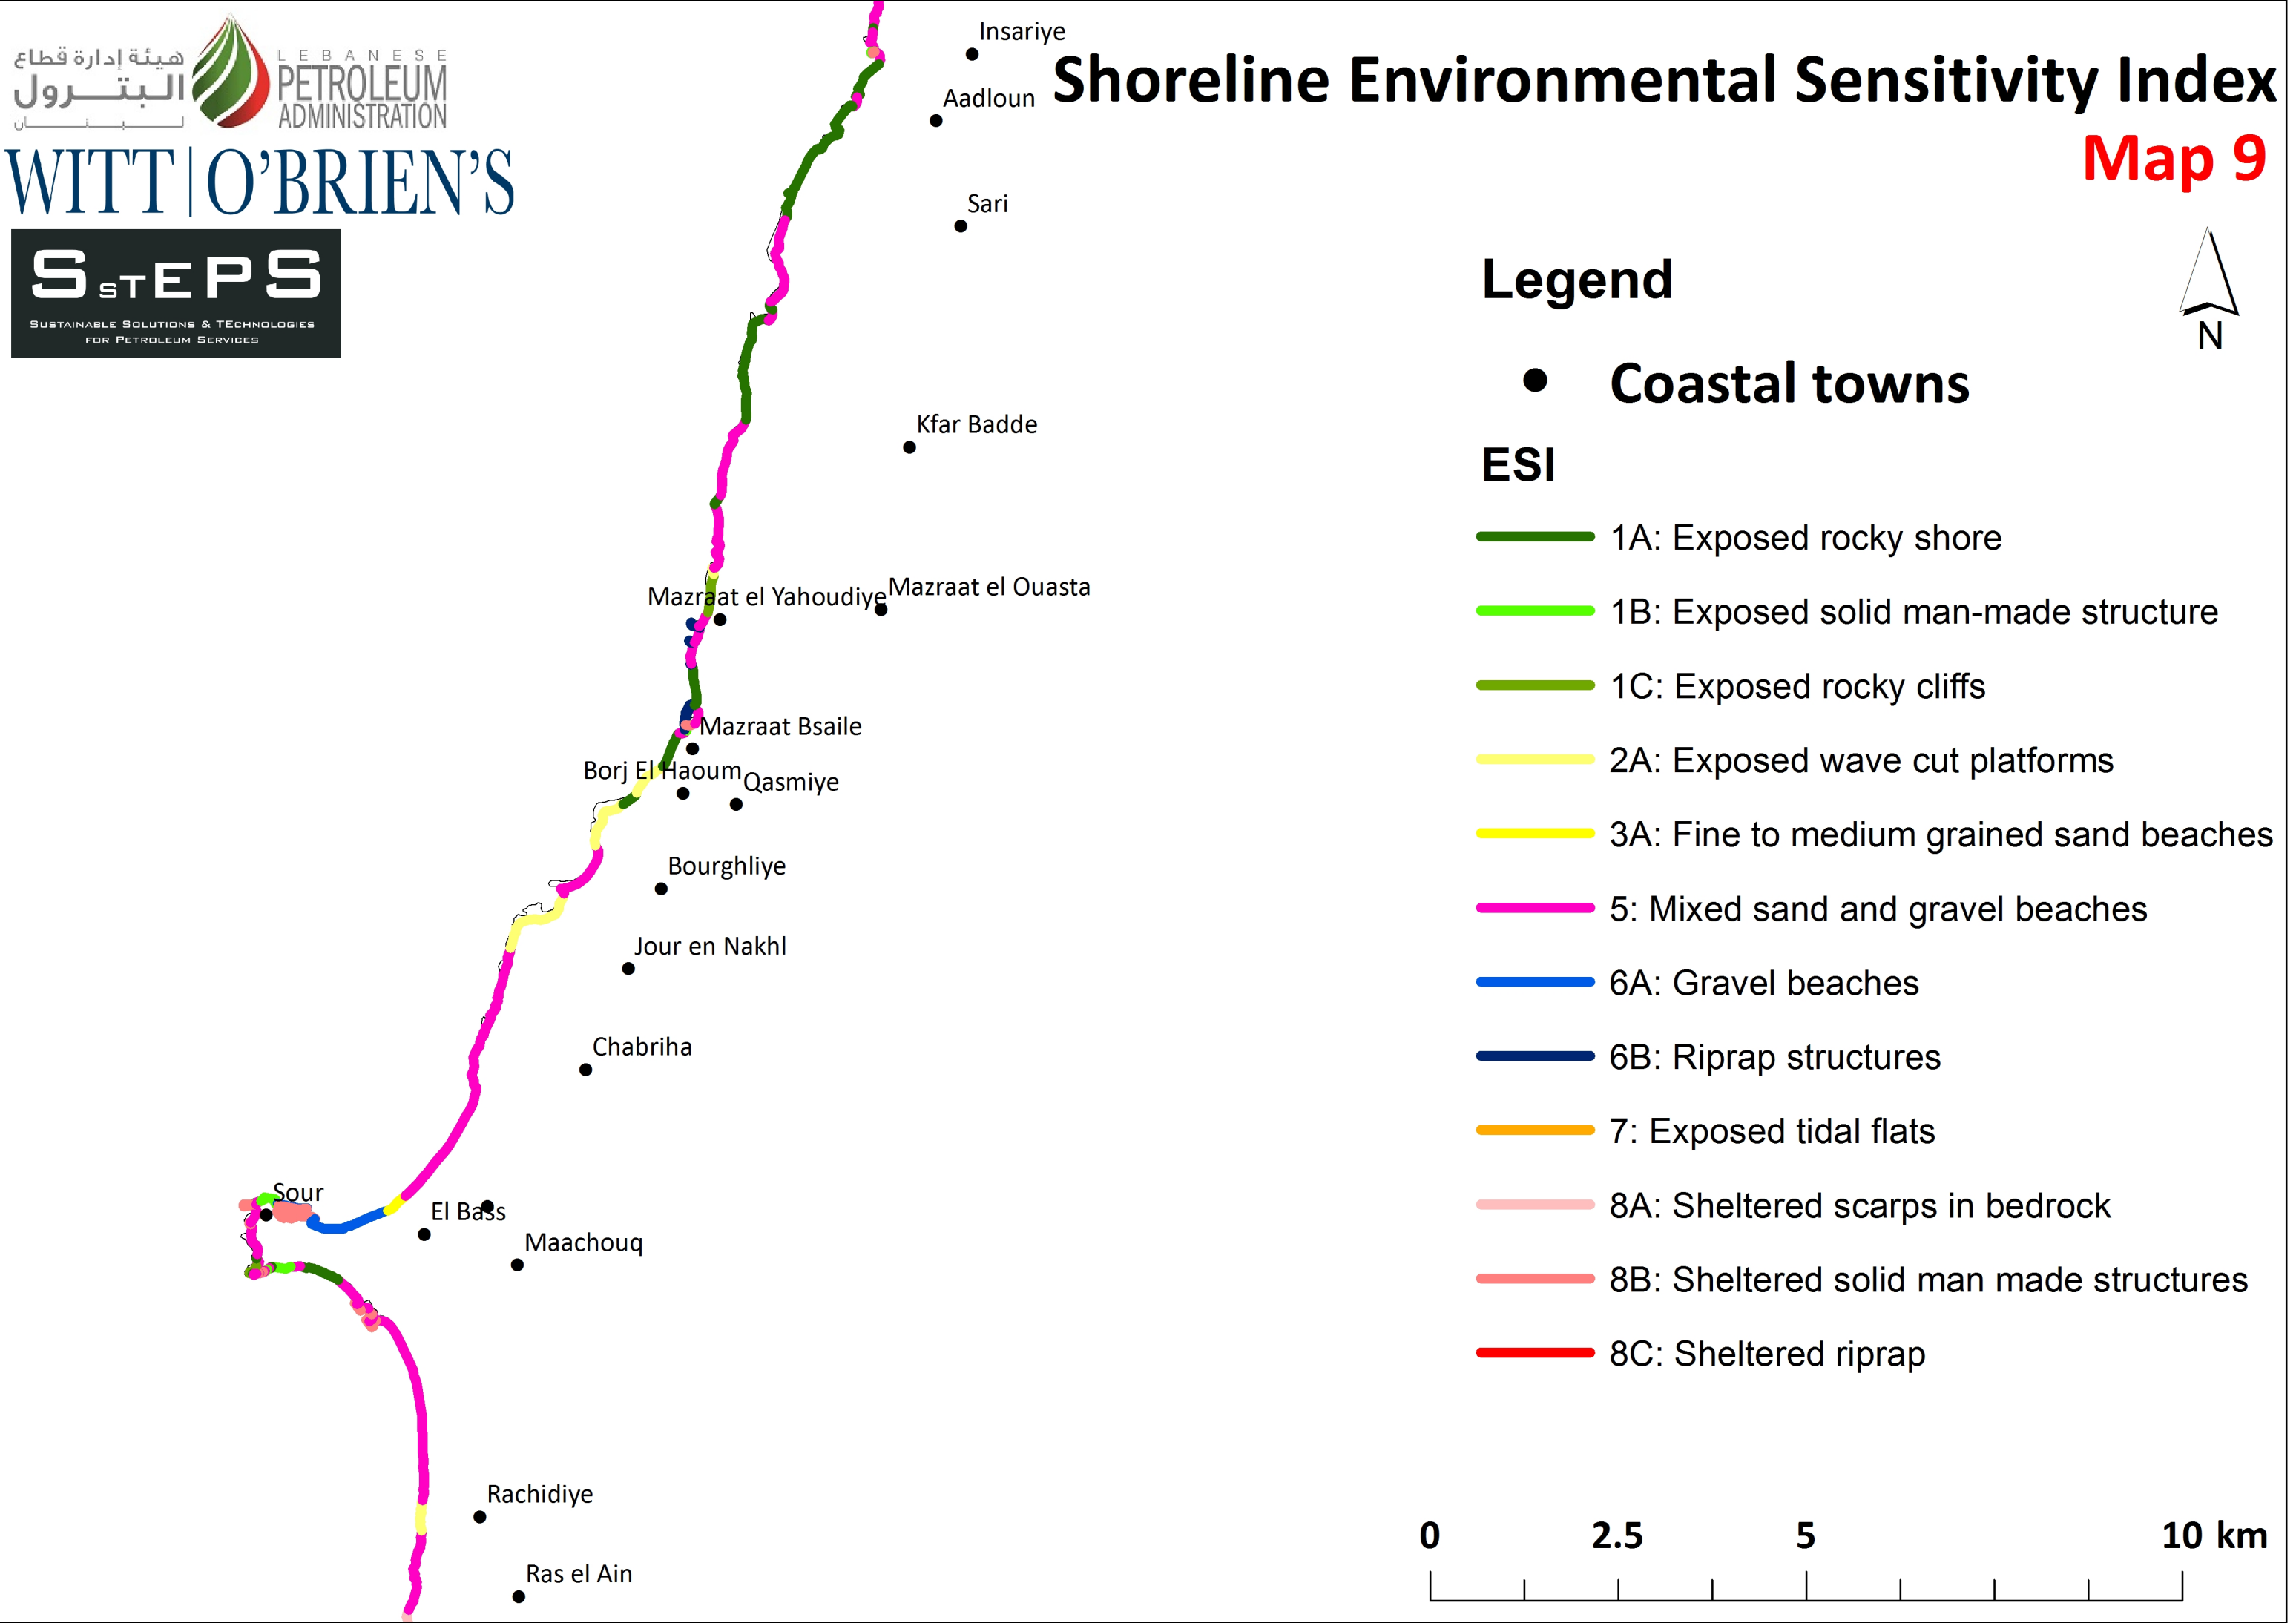 هيئة إدارة قطاع
البتــرول
لـبـنـان
LEBANESE
PETROLEUM
ADMINISTRATION
WITT|O'BRIEN'S
SsTEPS
SUSTAINABLE SOLUTIONS & TECHNOLOGIES
FOR PETROLEUM SERVICES
Shoreline Environmental Sensitivity Index
Map 9
N
Insariye
Aadloun
Sari
Kfar Badde
Mazraat el Yahoudiye
Mazraat el Ouasta
Mazraat Bsaile
Borj El Haoum
Qasmiye
Bourghliye
Jour en Nakhl
Chabriha
Sour
El Bass
Maachouq
Rachidiye
Ras el Ain
Legend
Coastal towns
ESI
1A: Exposed rocky shore
1B: Exposed solid man-made structure
1C: Exposed rocky cliffs
2A: Exposed wave cut platforms
3A: Fine to medium grained sand beaches
5: Mixed sand and gravel beaches
6A: Gravel beaches
6B: Riprap structures
7: Exposed tidal flats
8A: Sheltered scarps in bedrock
8B: Sheltered solid man made structures
8C: Sheltered riprap
0 2.5 5 10 km